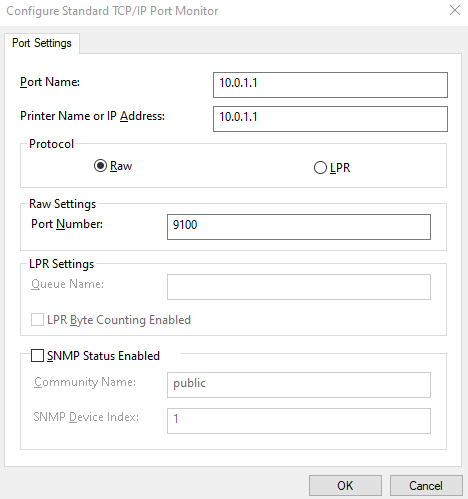 Configure Standard TCP/IP Port Monitor
Port Settings
Port Name: 10.0.1.1
Printer Name or IP Address: 10.0.1.1
Protocol
Raw LPR
Raw Settings
Port Number: 9100
LPR Settings
Queue Name:
LPR Byte Counting Enabled
SNMP Status Enabled
Community Name: public
SNMP Device Index: 1
OK Cancel